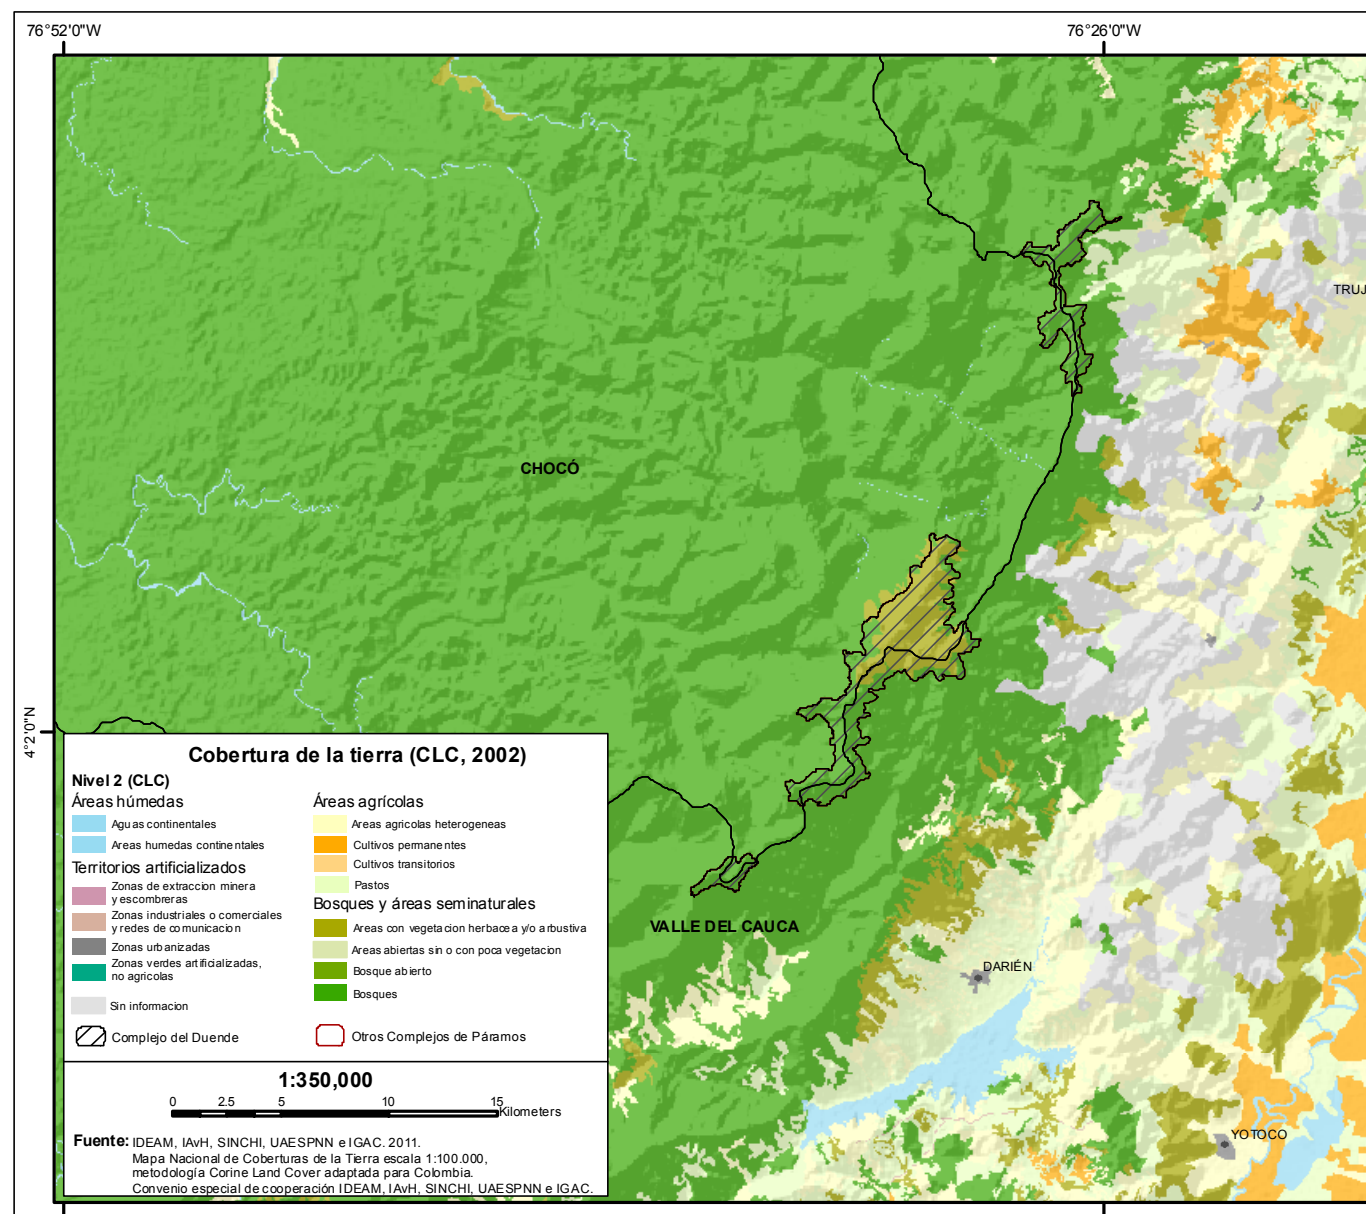 76°52'0"W
76°26'0"W
TRUJ
CHOCÓ
4°2'0"N
VALLE DEL CAUCA
DARIÉN
YOTOCO
Cobertura de la tierra (CLC, 2002)
Nivel 2 (CLC)
Áreas húmedas
Aguas continentales
Areas humedas continentales
Territorios artificializados
Zonas de extraccion minera
y escombreras
Zonas industriales o comerciales
y redes de comunicacion
Zonas urbanizadas
Zonas verdes artificializadas,
no agricolas
Sin informacion
Complejo del Duende
Áreas agrícolas
Areas agricolas heterogeneas
Cultivos permanentes
Cultivos transitorios
Pastos
Bosques y áreas seminaturales
Areas con vegetacion herbacea y/o arbustiva
Areas abiertas sin o con poca vegetacion
Bosque abierto
Bosques
Otros Complejos de Páramos
1:350,000
0 2.5 5 10 15
Kilometers
Fuente: IDEAM, IAvH, SINCHI, UAESPNN e IGAC. 2011.
Mapa Nacional de Coberturas de la Tierra escala 1:100.000,
metodología Corine Land Cover adaptada para Colombia.
Convenio especial de cooperación IDEAM, IAvH, SINCHI, UAESPNN e IGAC.